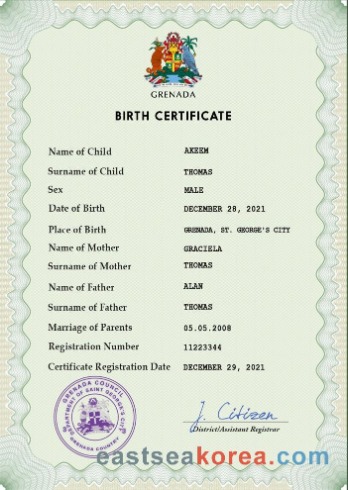 GRENADA
BIRTH CERTIFICATE
Name of Child AKEEM
Surname of Child THOMAS
Sex MALE
Date of Birth DECEMBER 28, 2021
Place of Birth GRENADA, ST. GEORGE'S CITY
Name of Mother GRACIELA
Surname of Mother THOMAS
Name of Father ALAN
Surname of Father THOMAS
Marriage of Parents 05.05.2008
Registration Number 11223344
Certificate Registration Date DECEMBER 29, 2021
GRENADA COUNCIL
DEPARTMENT OF SAINT GEORGE'S CITY
GRENADA COUNTRY
J. Citizen
District/Assistant Registrar
eastseakorea.com